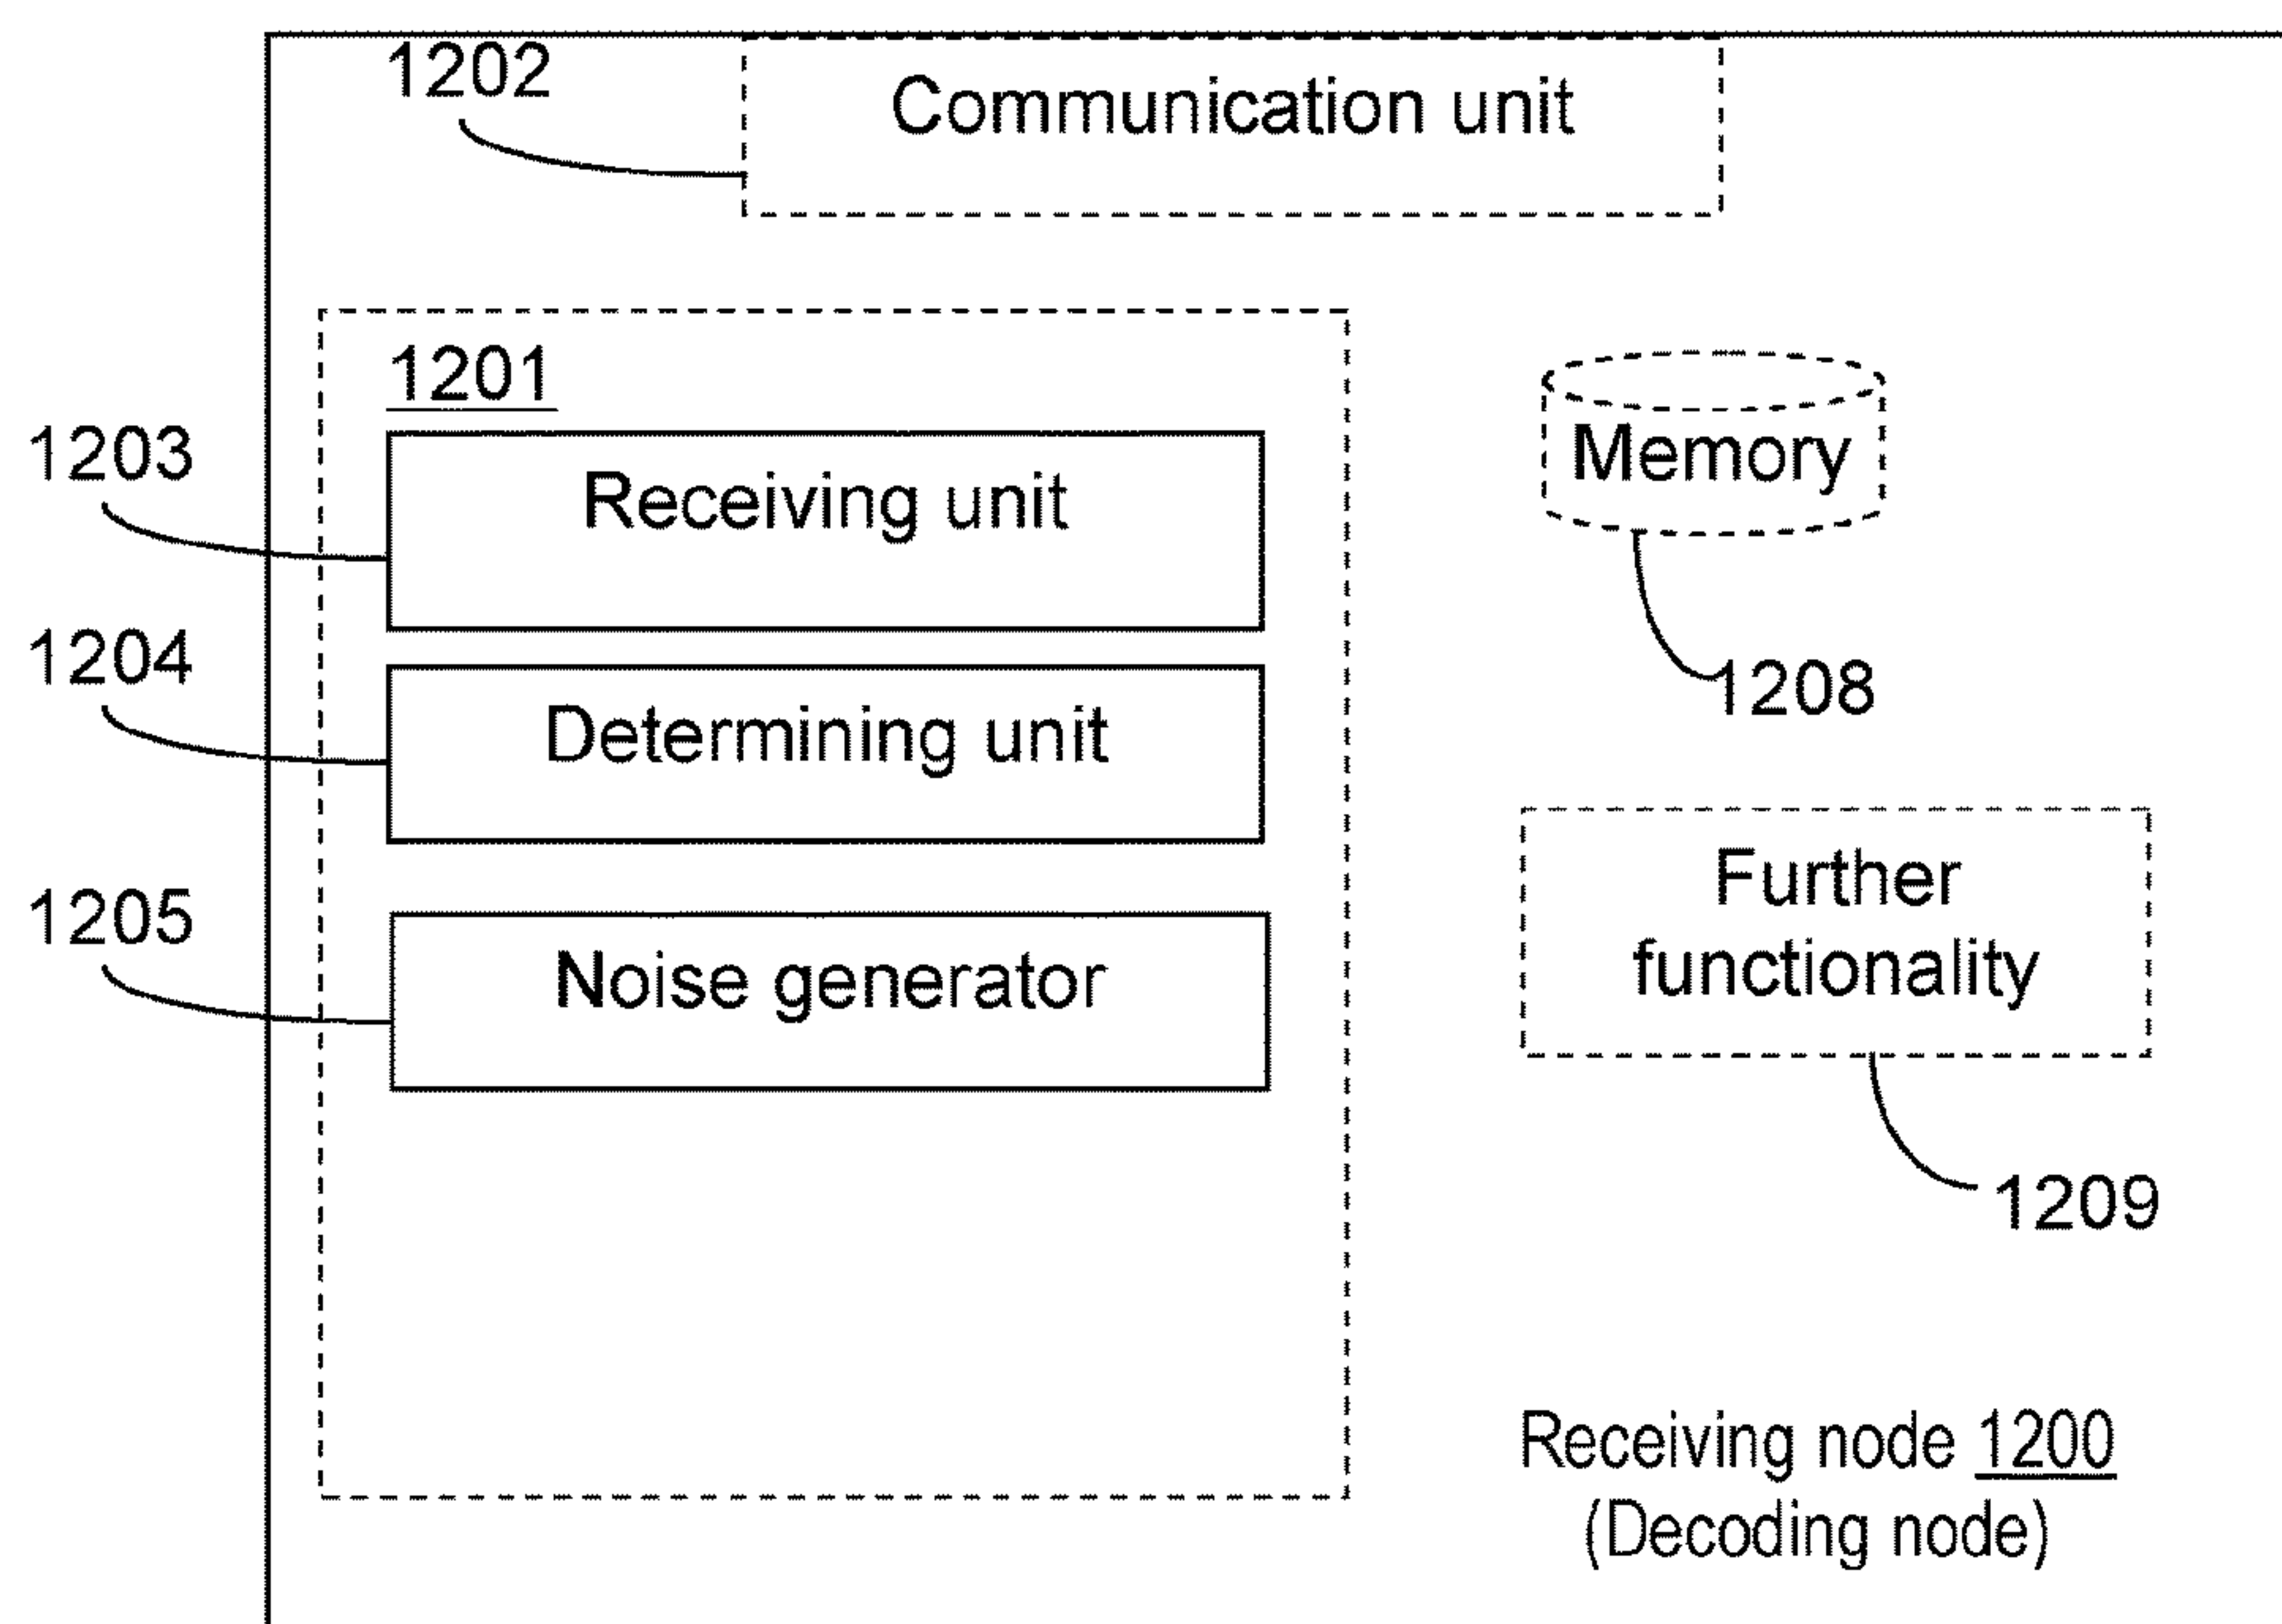 1202
Communication unit
1201
1203
Receiving unit
Memory
1204
1208
Determining unit
Further
functionality
1205
Noise generator
1209
Receiving node 1200
(Decoding node)